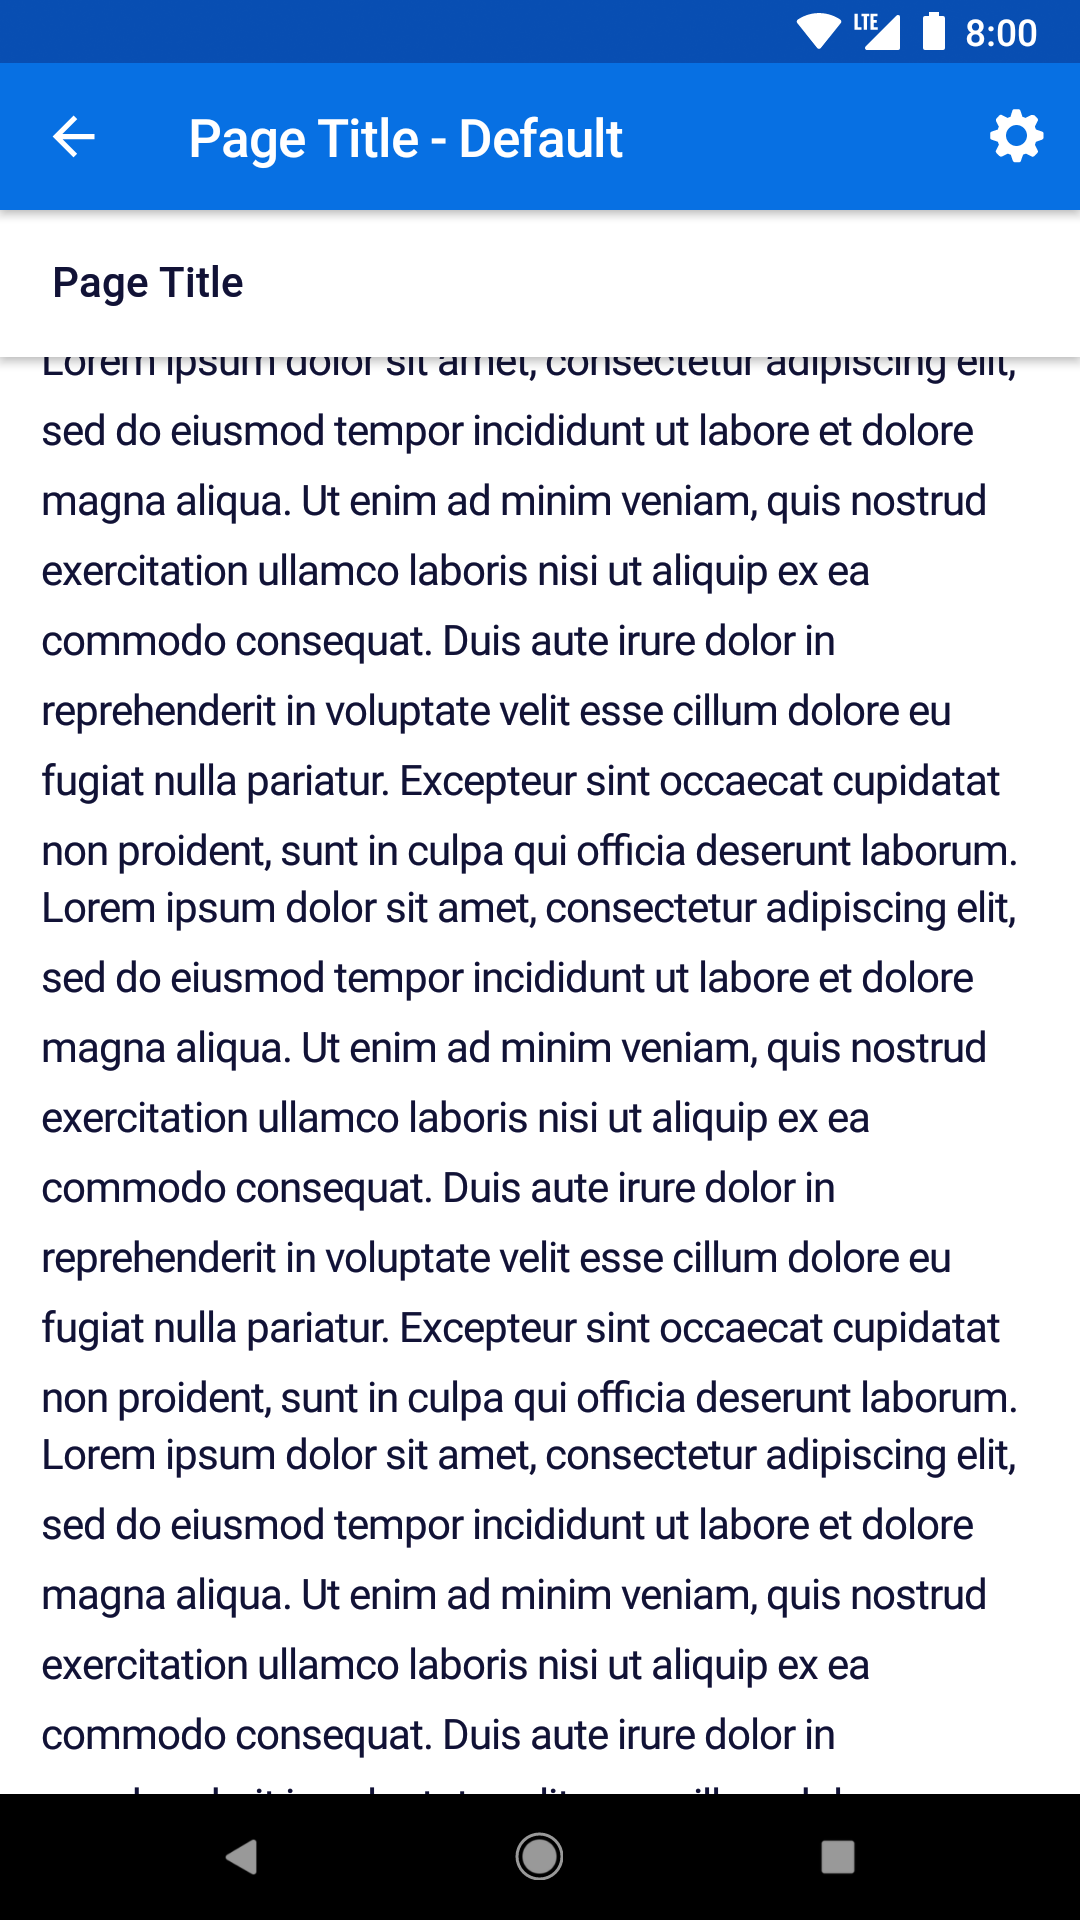 LTE 8:00
Page Title - Default
Page Title
Lorem ipsum dolor sit amet, consectetur adipiscing elit,
sed do eiusmod tempor incididunt ut labore et dolore
magna aliqua. Ut enim ad minim veniam, quis nostrud
exercitation ullamco laboris nisi ut aliquip ex ea
commodo consequat. Duis aute irure dolor in
reprehenderit in voluptate velit esse cillum dolore eu
fugiat nulla pariatur. Excepteur sint occaecat cupidatat
non proident, sunt in culpa qui officia deserunt laborum.
Lorem ipsum dolor sit amet, consectetur adipiscing elit,
sed do eiusmod tempor incididunt ut labore et dolore
magna aliqua. Ut enim ad minim veniam, quis nostrud
exercitation ullamco laboris nisi ut aliquip ex ea
commodo consequat. Duis aute irure dolor in
reprehenderit in voluptate velit esse cillum dolore eu
fugiat nulla pariatur. Excepteur sint occaecat cupidatat
non proident, sunt in culpa qui officia deserunt laborum.
Lorem ipsum dolor sit amet, consectetur adipiscing elit,
sed do eiusmod tempor incididunt ut labore et dolore
magna aliqua. Ut enim ad minim veniam, quis nostrud
exercitation ullamco laboris nisi ut aliquip ex ea
commodo consequat. Duis aute irure dolor in